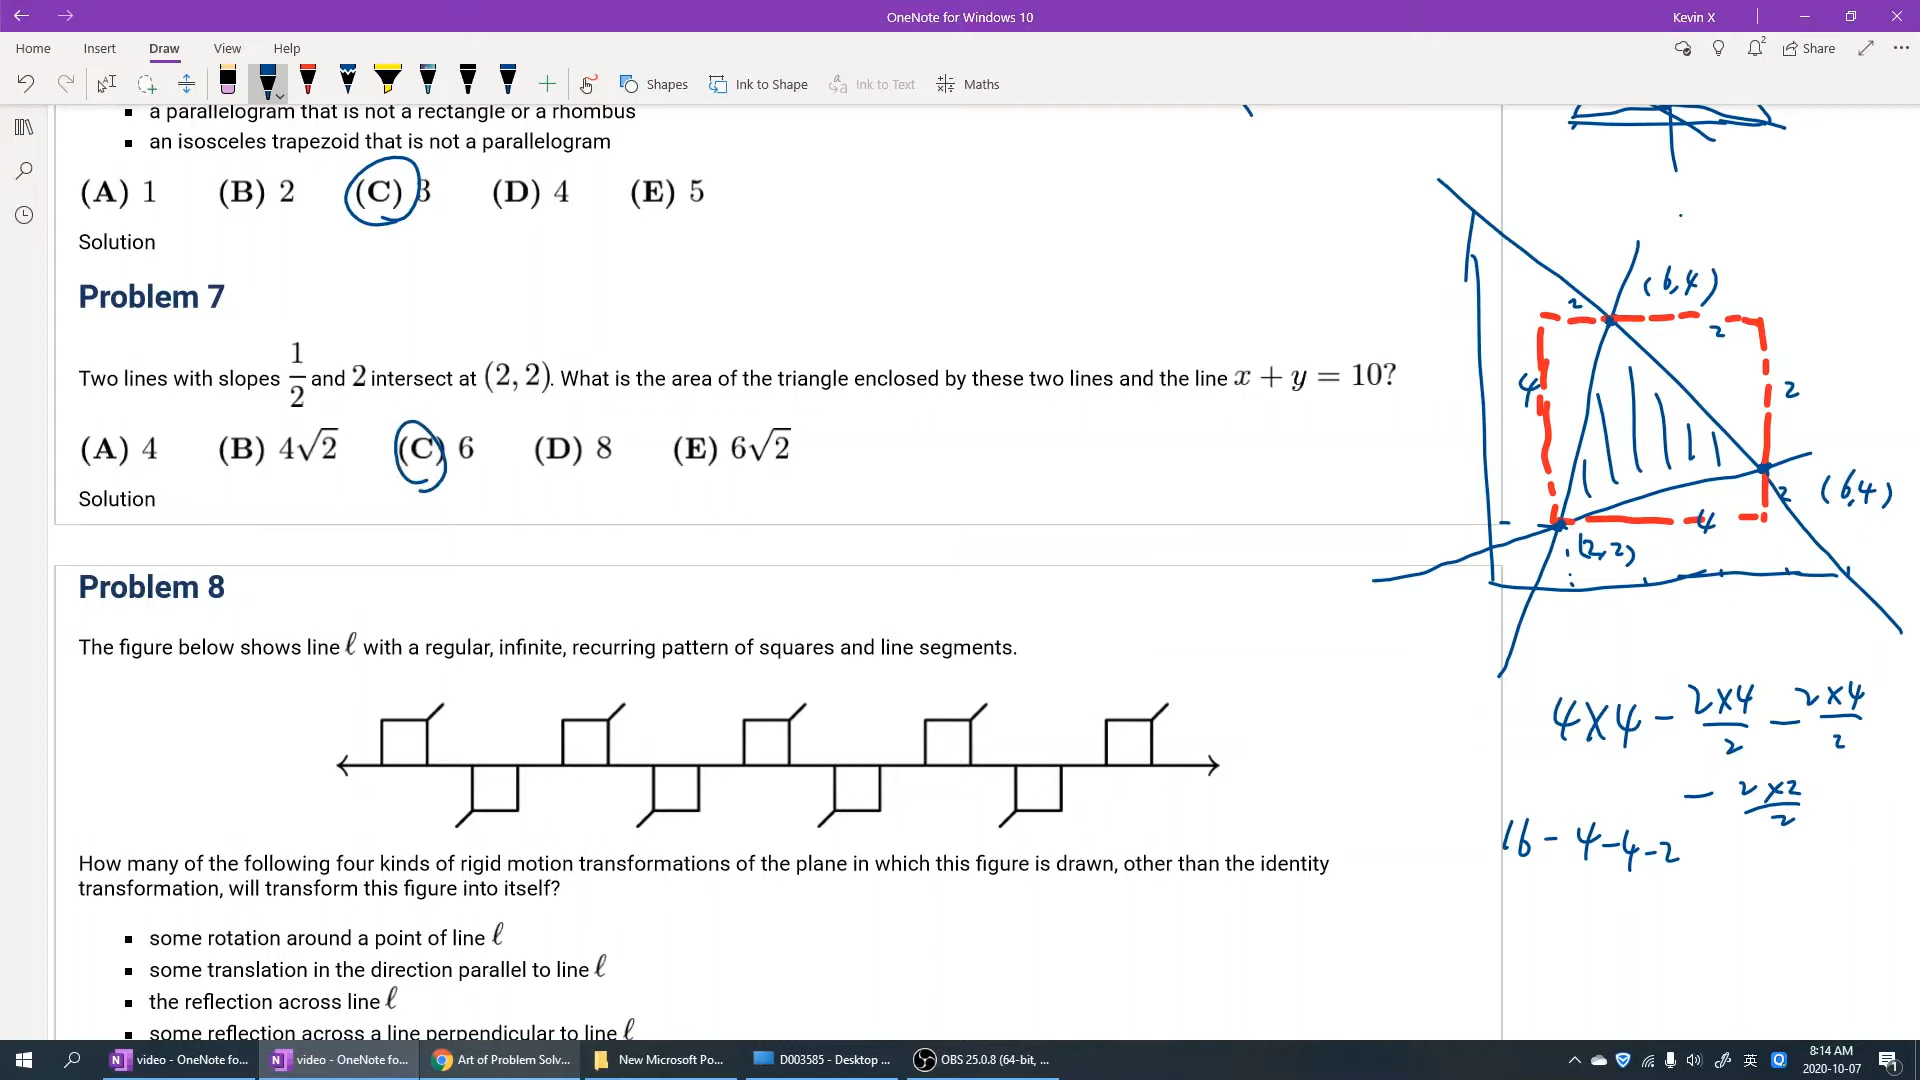 OneNote for Windows 10
Kevin X
Home Insert Draw View Help
2 Share
Shapes Ink to Shape Ink to Text Maths
a parallelogram that is not a rectangle or a rhombus
an isosceles trapezoid that is not a parallelogram
(A) 1 (B) 2 (C) 3 (D) 4 (E) 5
Solution
Problem 7
Two lines with slopes 1/2 and 2 intersect at (2, 2). What is the area of the triangle enclosed by these two lines and the line x + y = 10?
(A) 4 (B) 4√2 (C) 6 (D) 8 (E) 6√2
Solution
Problem 8
The figure below shows line ℓ with a regular, infinite, recurring pattern of squares and line segments.
How many of the following four kinds of rigid motion transformations of the plane in which this figure is drawn, other than the identity
transformation, will transform this figure into itself?
some rotation around a point of line ℓ
some translation in the direction parallel to line ℓ
the reflection across line ℓ
some reflection across a line perpendicular to line ℓ
(6,4)
2
2
4
2
2
(6,4)
4
(2,2)
4×4 - 2×4/2 - 2×4/2
- 2×2/2
16 - 4-4-2
video - OneNote fo... video - OneNote fo... Art of Problem Solv... New Microsoft Po... D003585 - Desktop ... OBS 25.0.8 (64-bit, ...
英
8:14 AM
2020-10-07
1